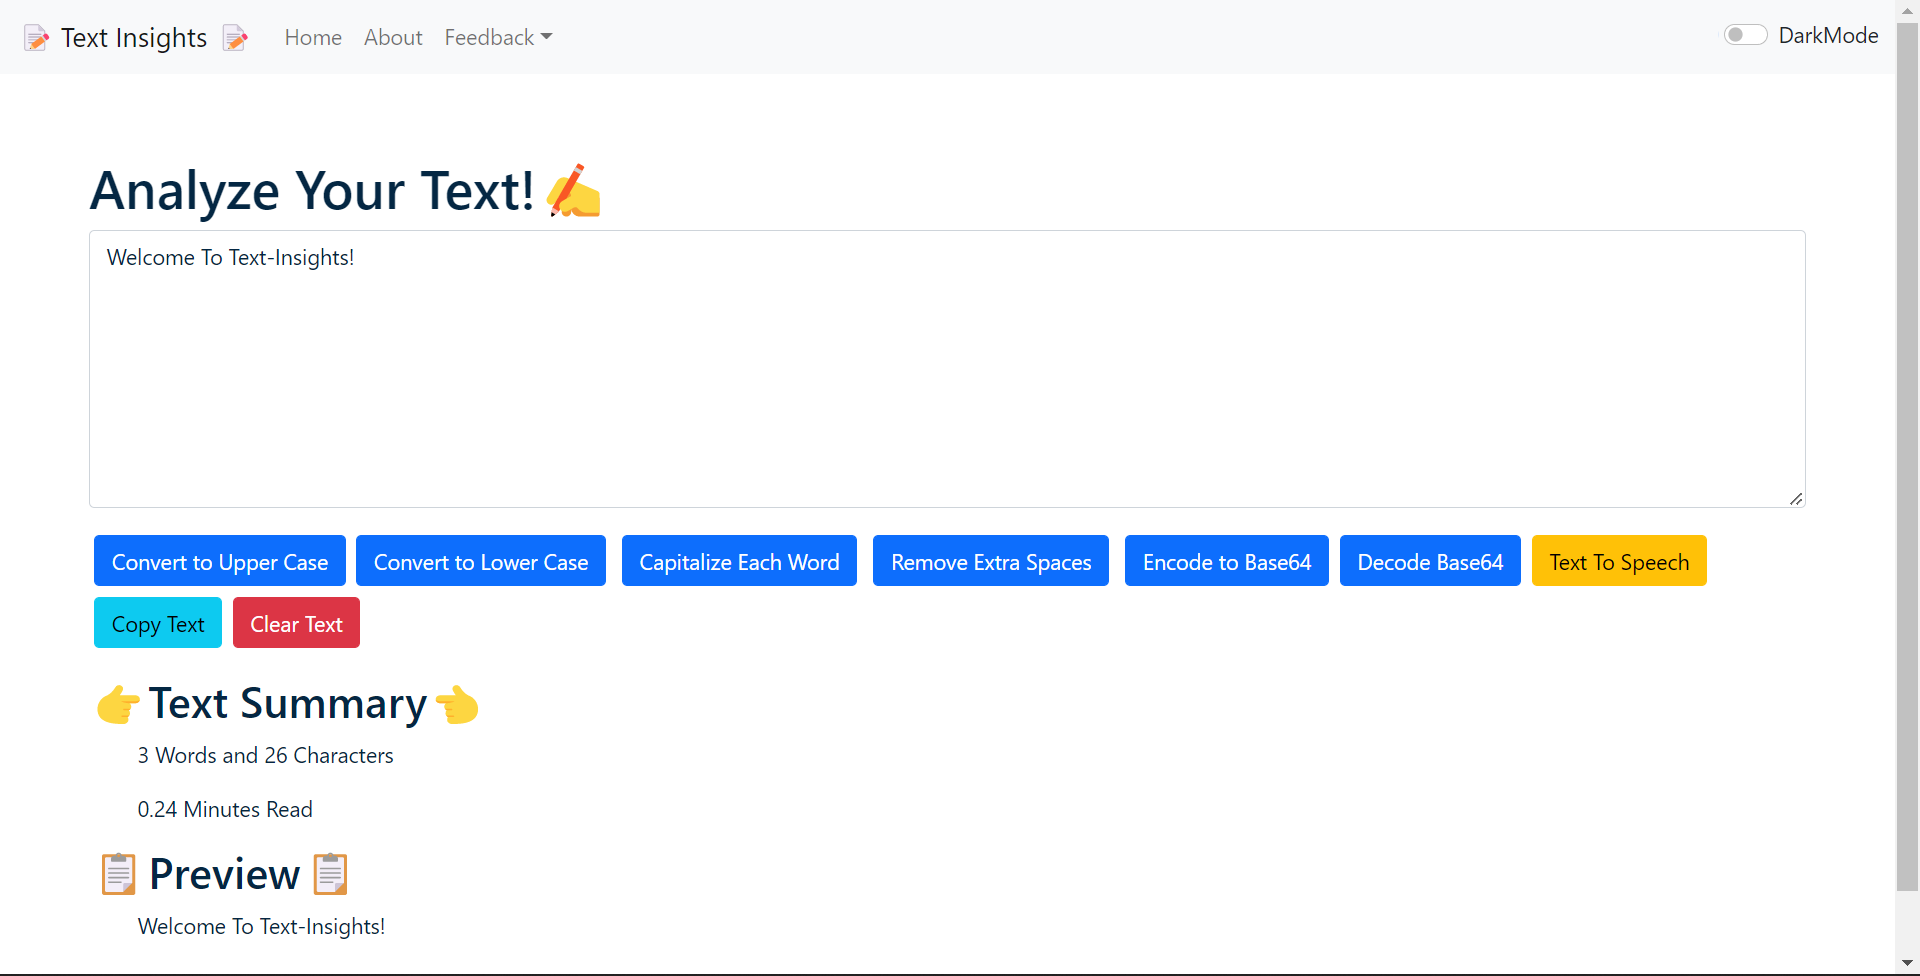 Text Insights Home About Feedback DarkMode
Analyze Your Text!
Welcome To Text-Insights!
Convert to Upper Case Convert to Lower Case Capitalize Each Word Remove Extra Spaces Encode to Base64 Decode Base64 Text To Speech
Copy Text Clear Text
Text Summary
3 Words and 26 Characters
0.24 Minutes Read
Preview
Welcome To Text-Insights!